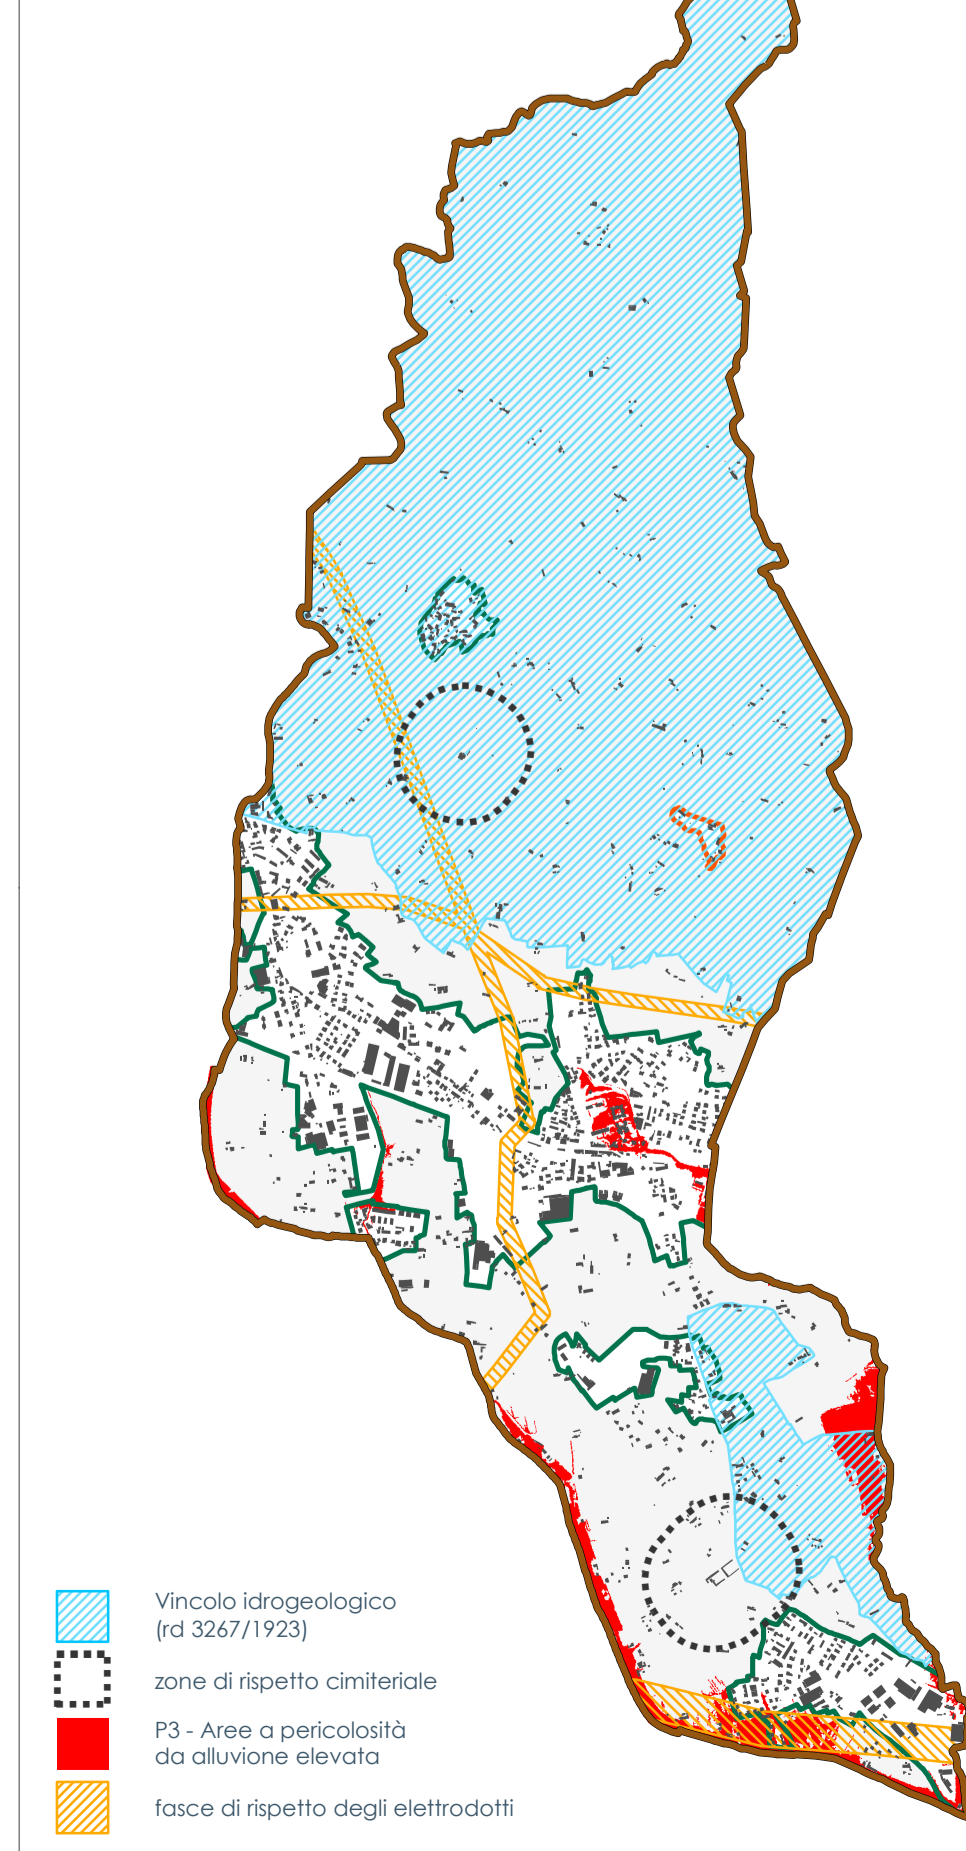 Vincolo idrogeologico
(rd 3267/1923)
zone di rispetto cimiteriale
P3 - Aree a pericolosità
da alluvione elevata
fasce di rispetto degli elettrodotti